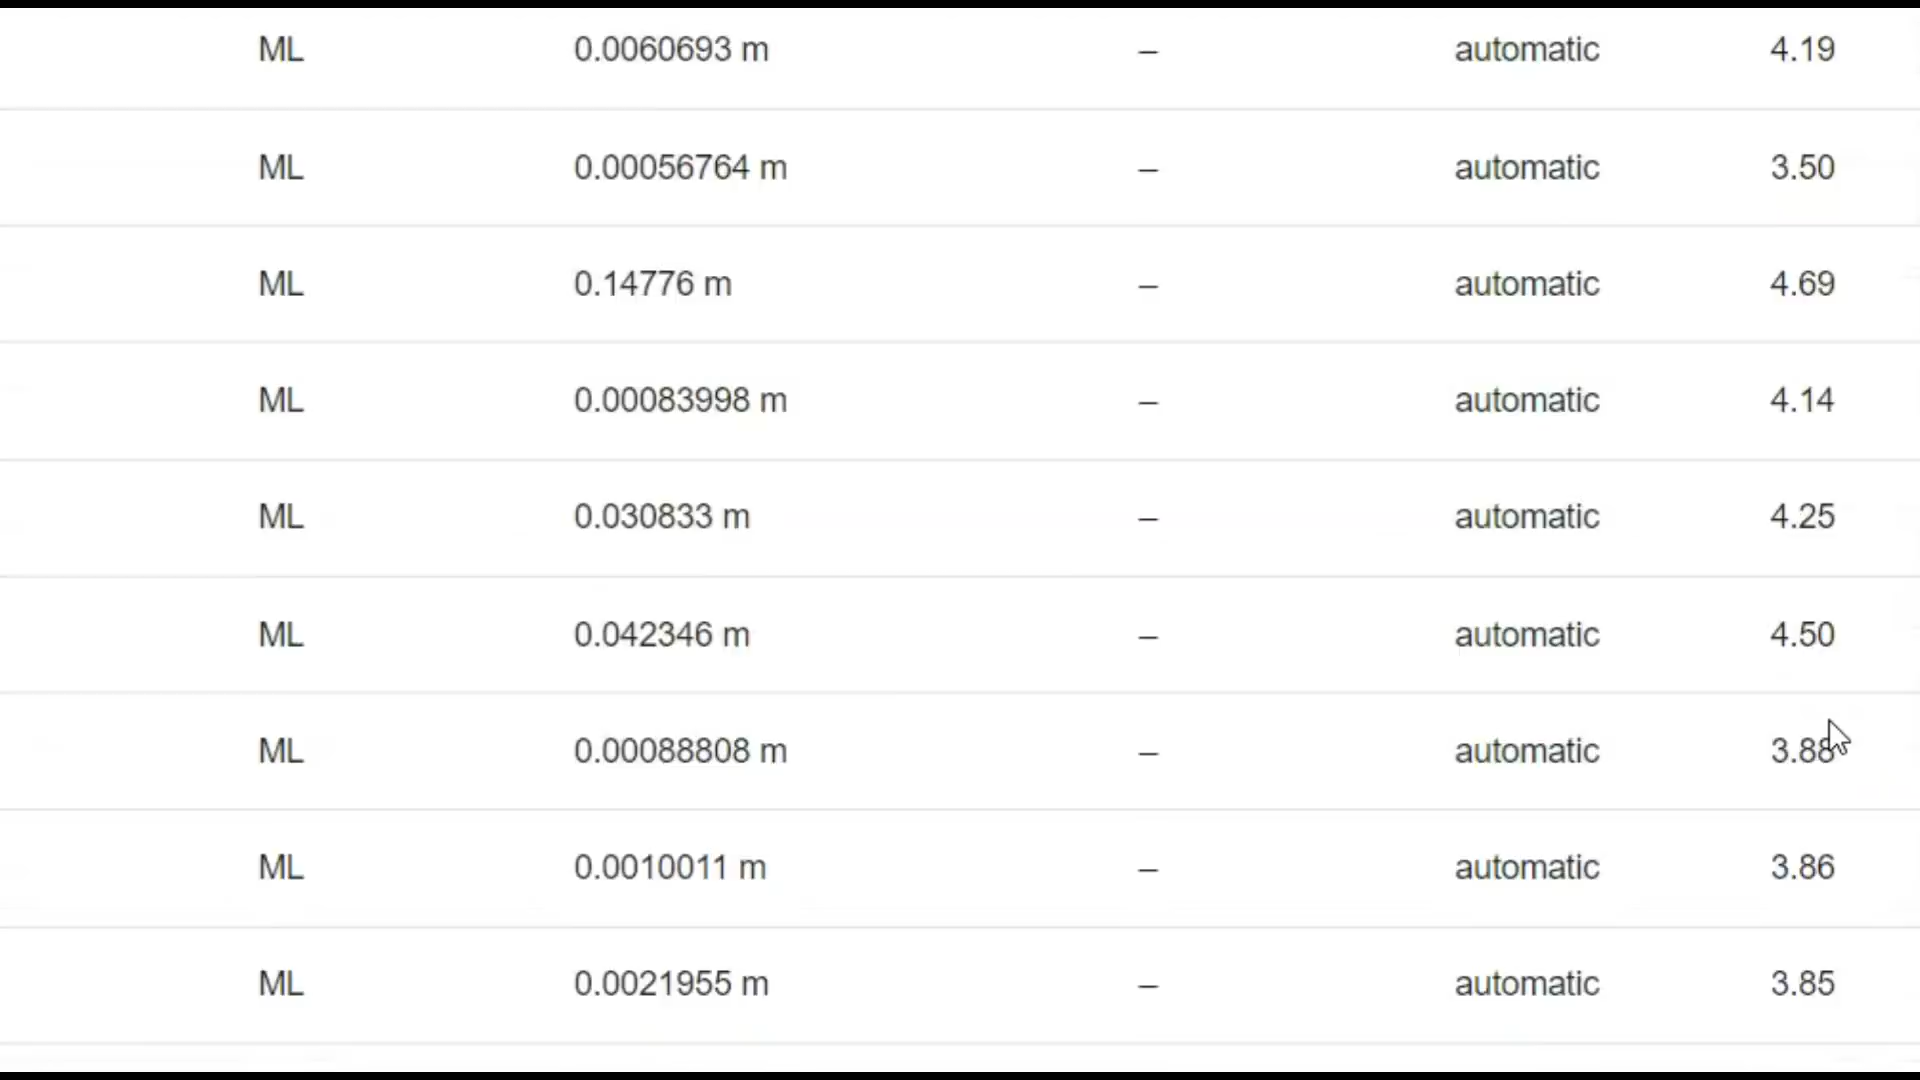 ML 0.0060693 m – automatic 4.19
ML 0.00056764 m – automatic 3.50
ML 0.14776 m – automatic 4.69
ML 0.00083998 m – automatic 4.14
ML 0.030833 m – automatic 4.25
ML 0.042346 m – automatic 4.50
ML 0.00088808 m – automatic 3.88
ML 0.0010011 m – automatic 3.86
ML 0.0021955 m – automatic 3.85